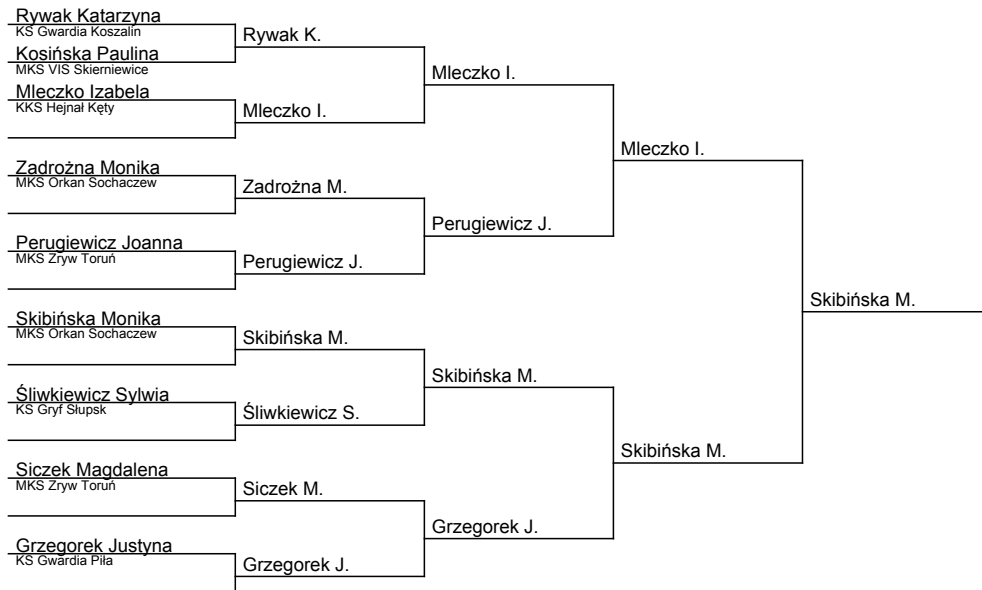 Rywak Katarzyna
KS Gwardia Koszalin
Rywak K.
Kosińska Paulina
MKS VIS Skierniewice
Mleczko I.
Mleczko Izabela
KKS Hejnał Kęty
Mleczko I.
Mleczko I.
Zadrożna Monika
MKS Orkan Sochaczew
Zadrożna M.
Perugiewicz J.
Perugiewicz Joanna
MKS Zryw Toruń
Perugiewicz J.
Skibińska M.
Skibińska Monika
MKS Orkan Sochaczew
Skibińska M.
Skibińska M.
Śliwkiewicz Sylwia
KS Gryf Słupsk
Śliwkiewicz S.
Skibińska M.
Siczek Magdalena
MKS Zryw Toruń
Siczek M.
Grzegorek J.
Grzegorek Justyna
KS Gwardia Piła
Grzegorek J.